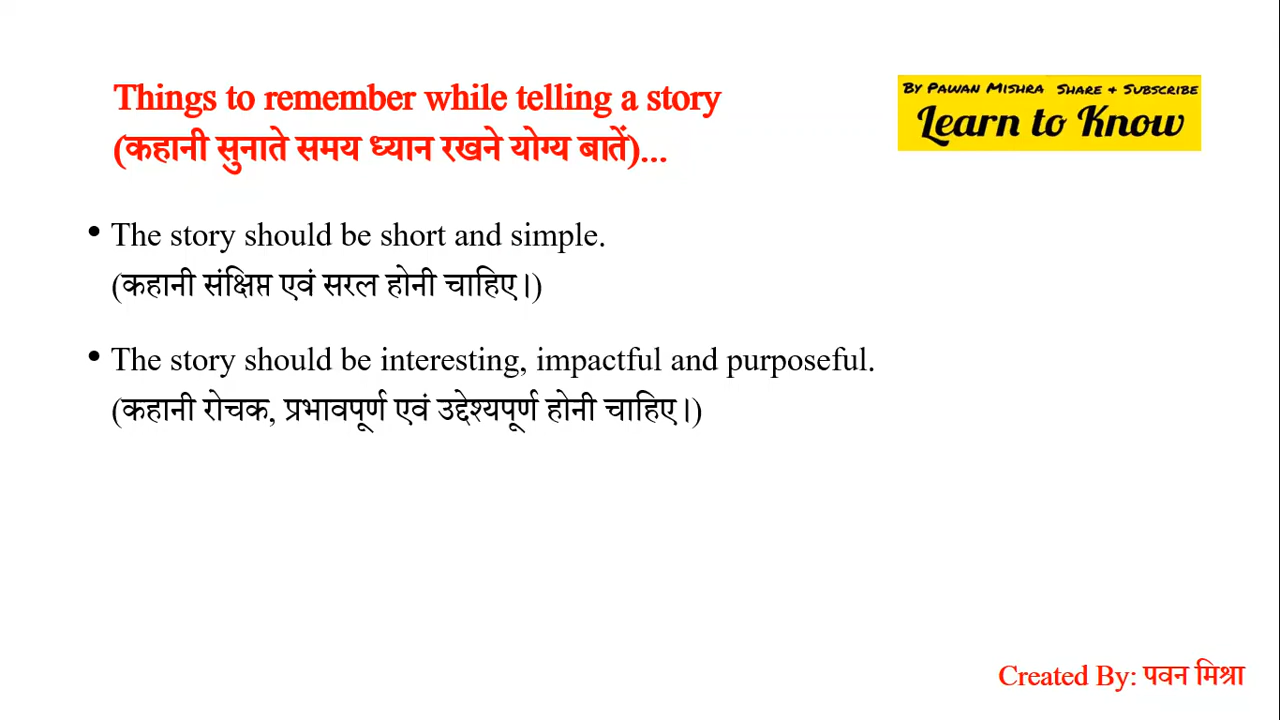 Things to remember while telling a story
(कहानी सुनाते समय ध्यान रखने योग्य बातें)...
By Pawan Mishra Share & Subscribe
Learn to Know
• The story should be short and simple.
(कहानी संक्षिप्त एवं सरल होनी चाहिए।)
• The story should be interesting, impactful and purposeful.
(कहानी रोचक, प्रभावपूर्ण एवं उद्देश्यपूर्ण होनी चाहिए।)
Created By: पवन मिश्रा